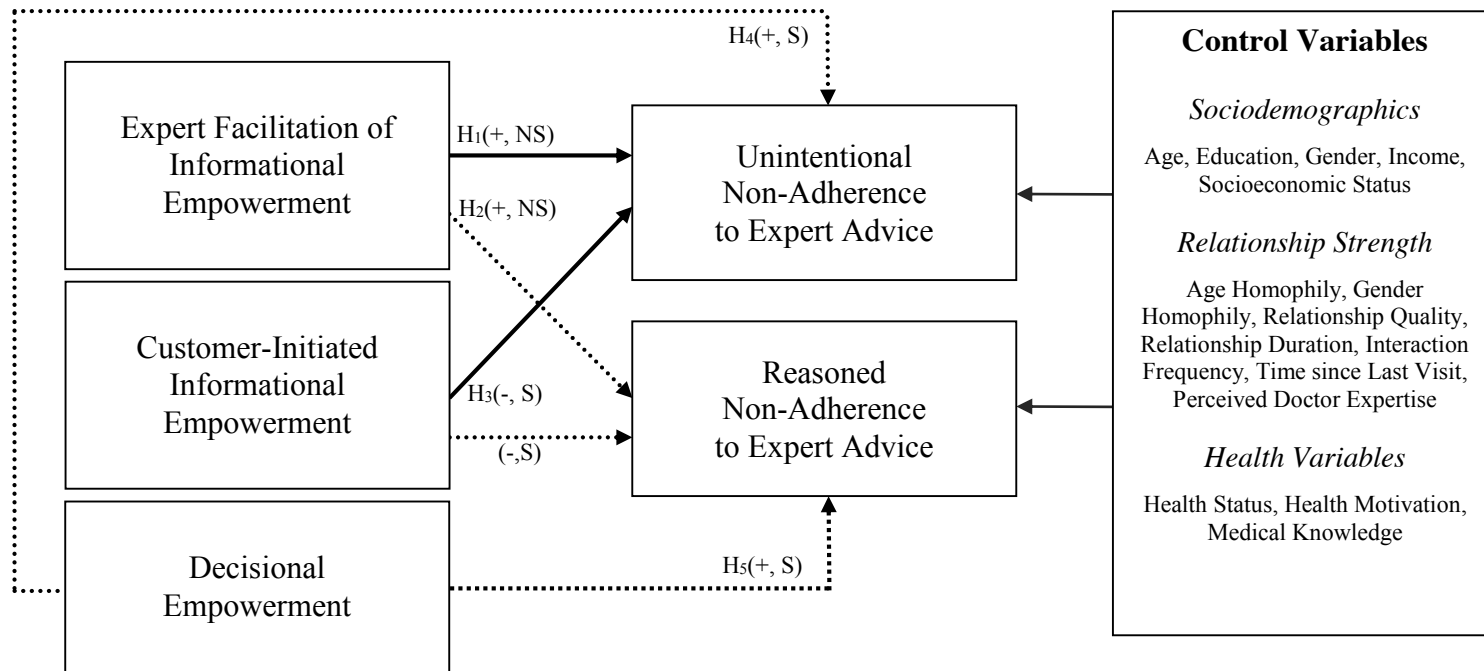 H4(+, S)
Expert Facilitation of
Informational
Empowerment
H1(+, NS)
H2(+, NS)
Unintentional
Non-Adherence
to Expert Advice
Customer-Initiated
Informational
Empowerment
H3(-, S)
(-,S)
Reasoned
Non-Adherence
to Expert Advice
Decisional
Empowerment
H5(+, S)
Control Variables
Sociodemographics
Age, Education, Gender, Income,
Socioeconomic Status
Relationship Strength
Age Homophily, Gender
Homophily, Relationship Quality,
Relationship Duration, Interaction
Frequency, Time since Last Visit,
Perceived Doctor Expertise
Health Variables
Health Status, Health Motivation,
Medical Knowledge